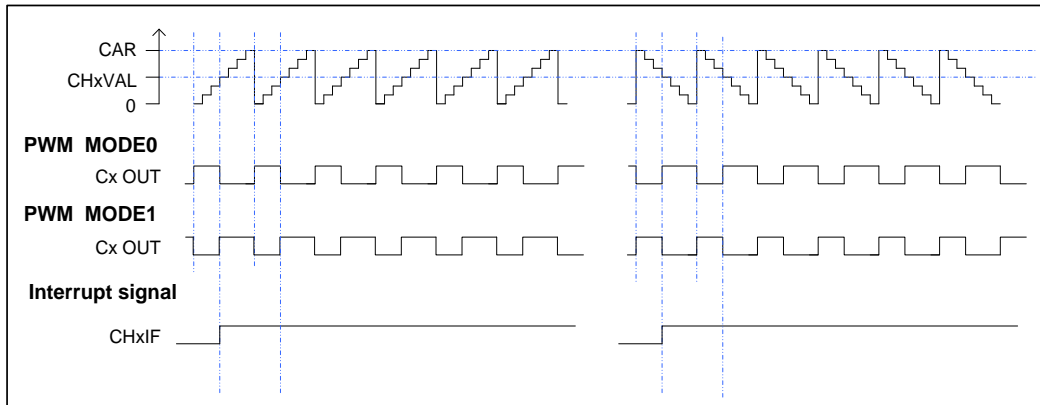 CAR
CHxVAL
0
PWM MODE0
Cx OUT
PWM MODE1
Cx OUT
Interrupt signal
CHxIF